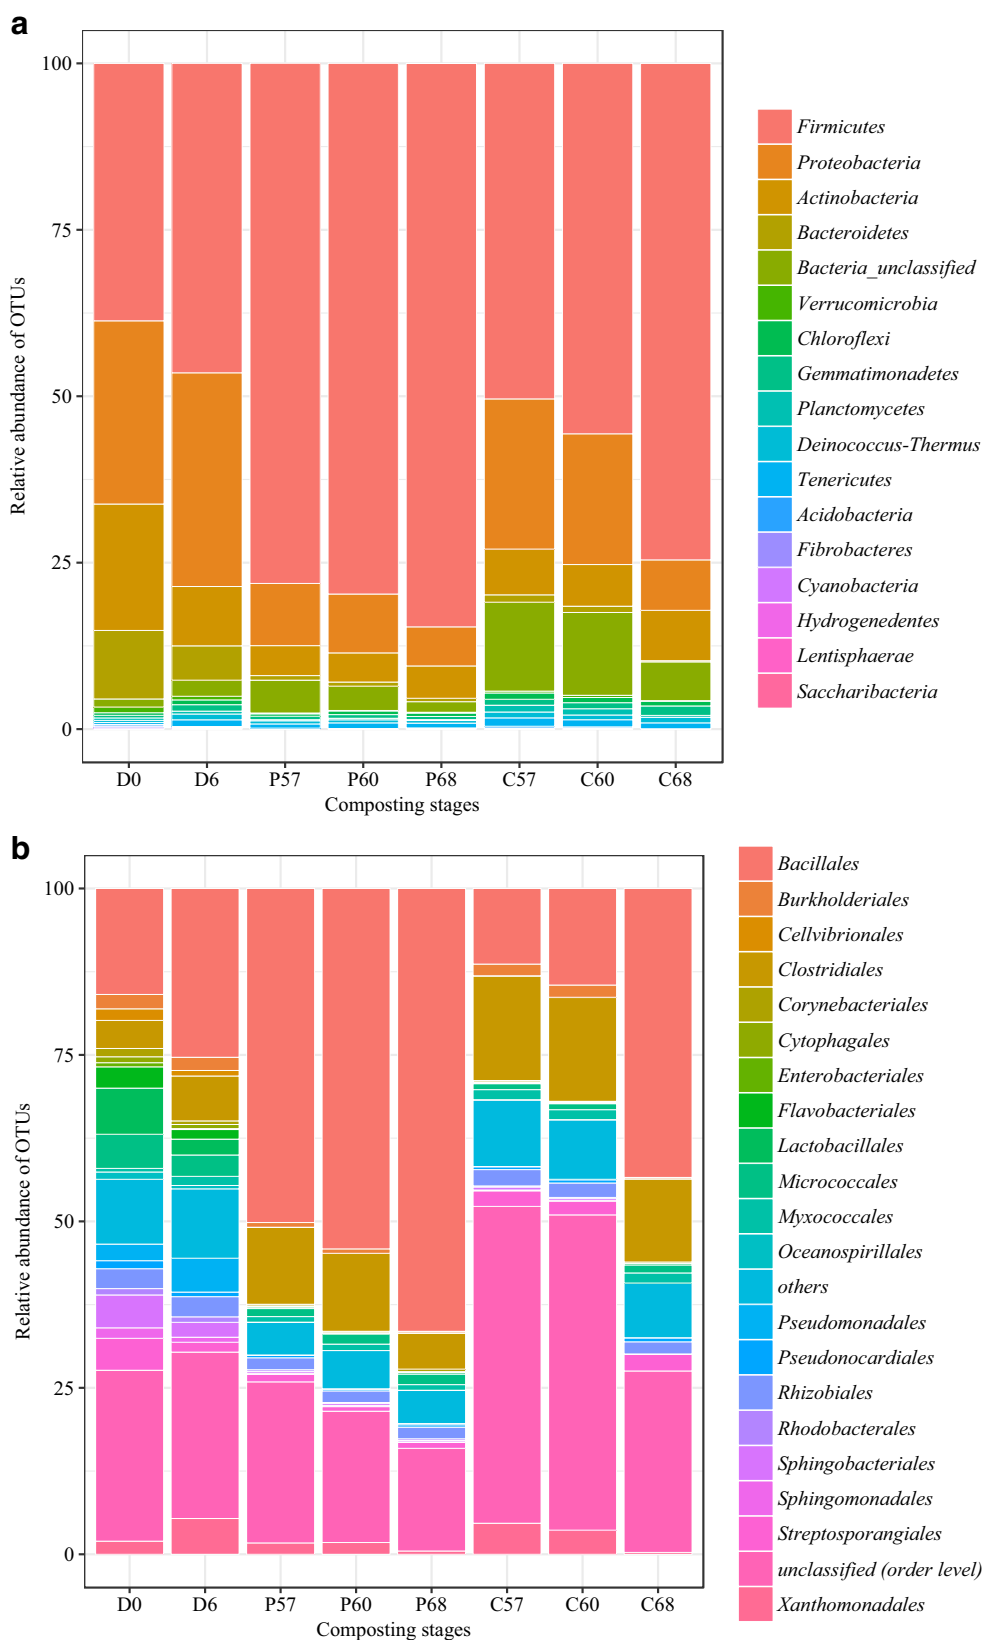 a
100
75
50
25
0
Relative abundance of OTUs
D0 D6 P57 P60 P68 C57 C60 C68
Composting stages
Firmicutes
Proteobacteria
Actinobacteria
Bacteroidetes
Bacteria_unclassified
Verrucomicrobia
Chloroflexi
Gemmatimonadetes
Planctomycetes
Deinococcus-Thermus
Tenericutes
Acidobacteria
Fibrobacteres
Cyanobacteria
Hydrogenedentes
Lentisphaerae
Saccharibacteria
b
100
75
50
25
0
Relative abundance of OTUs
D0 D6 P57 P60 P68 C57 C60 C68
Composting stages
Bacillales
Burkholderiales
Cellvibrionales
Clostridiales
Corynebacteriales
Cytophagales
Enterobacteriales
Flavobacteriales
Lactobacillales
Micrococcales
Myxococcales
Oceanospirillales
others
Pseudomonadales
Pseudonocardiales
Rhizobiales
Rhodobacterales
Sphingobacteriales
Sphingomonadales
Streptosporangiales
unclassified (order level)
Xanthomonadales